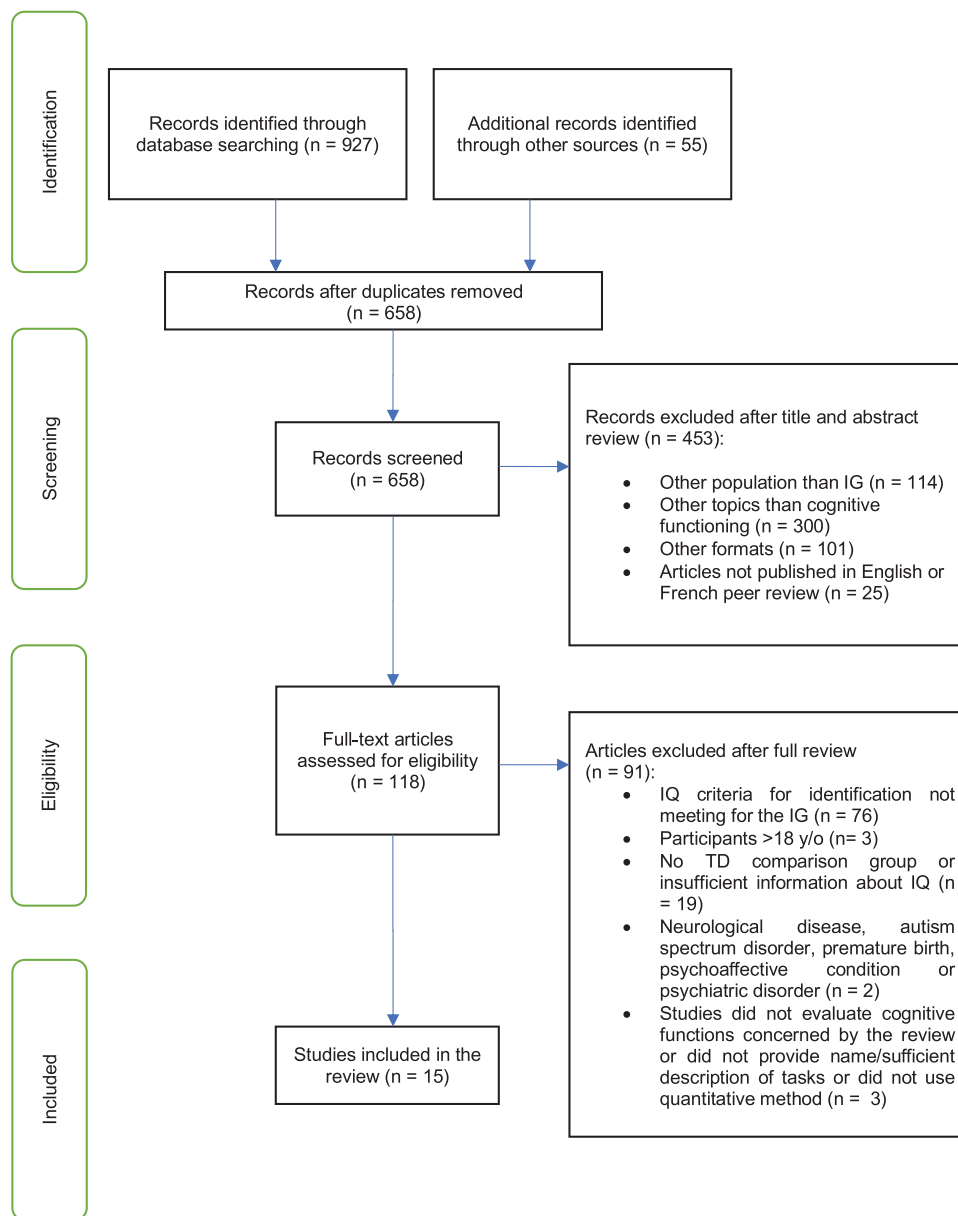 Identification
Records identified through
database searching (n = 927)
Additional records identified
through other sources (n = 55)
Records after duplicates removed
(n = 658)
Screening
Records screened
(n = 658)
Records excluded after title and abstract
review (n = 453):
• Other population than IG (n = 114)
• Other topics than cognitive
functioning (n = 300)
• Other formats (n = 101)
• Articles not published in English or
French peer review (n = 25)
Eligibility
Full-text articles
assessed for eligibility
(n = 118)
Articles excluded after full review
(n = 91):
• IQ criteria for identification not
meeting for the IG (n = 76)
• Participants >18 y/o (n= 3)
• No TD comparison group or
insufficient information about IQ (n
= 19)
• Neurological disease, autism
spectrum disorder, premature birth,
psychoaffective condition or
psychiatric disorder (n = 2)
• Studies did not evaluate cognitive
functions concerned by the review
or did not provide name/sufficient
description of tasks or did not use
quantitative method (n = 3)
Included
Studies included in the
review (n = 15)